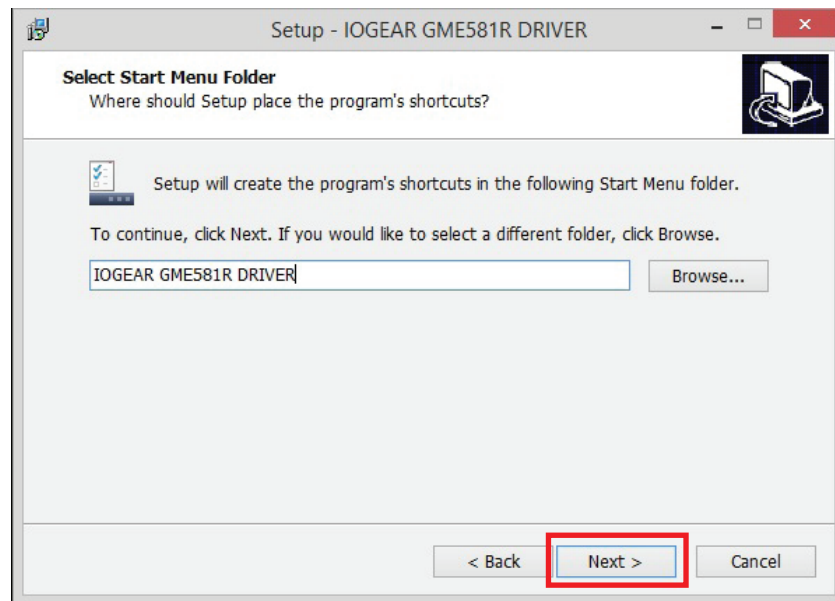 Setup - IOGEAR GME581R DRIVER
Select Start Menu Folder
Where should Setup place the program's shortcuts?
Setup will create the program's shortcuts in the following Start Menu folder.
To continue, click Next. If you would like to select a different folder, click Browse.
IOGEAR GME581R DRIVER
Browse...
< Back
Next >
Cancel